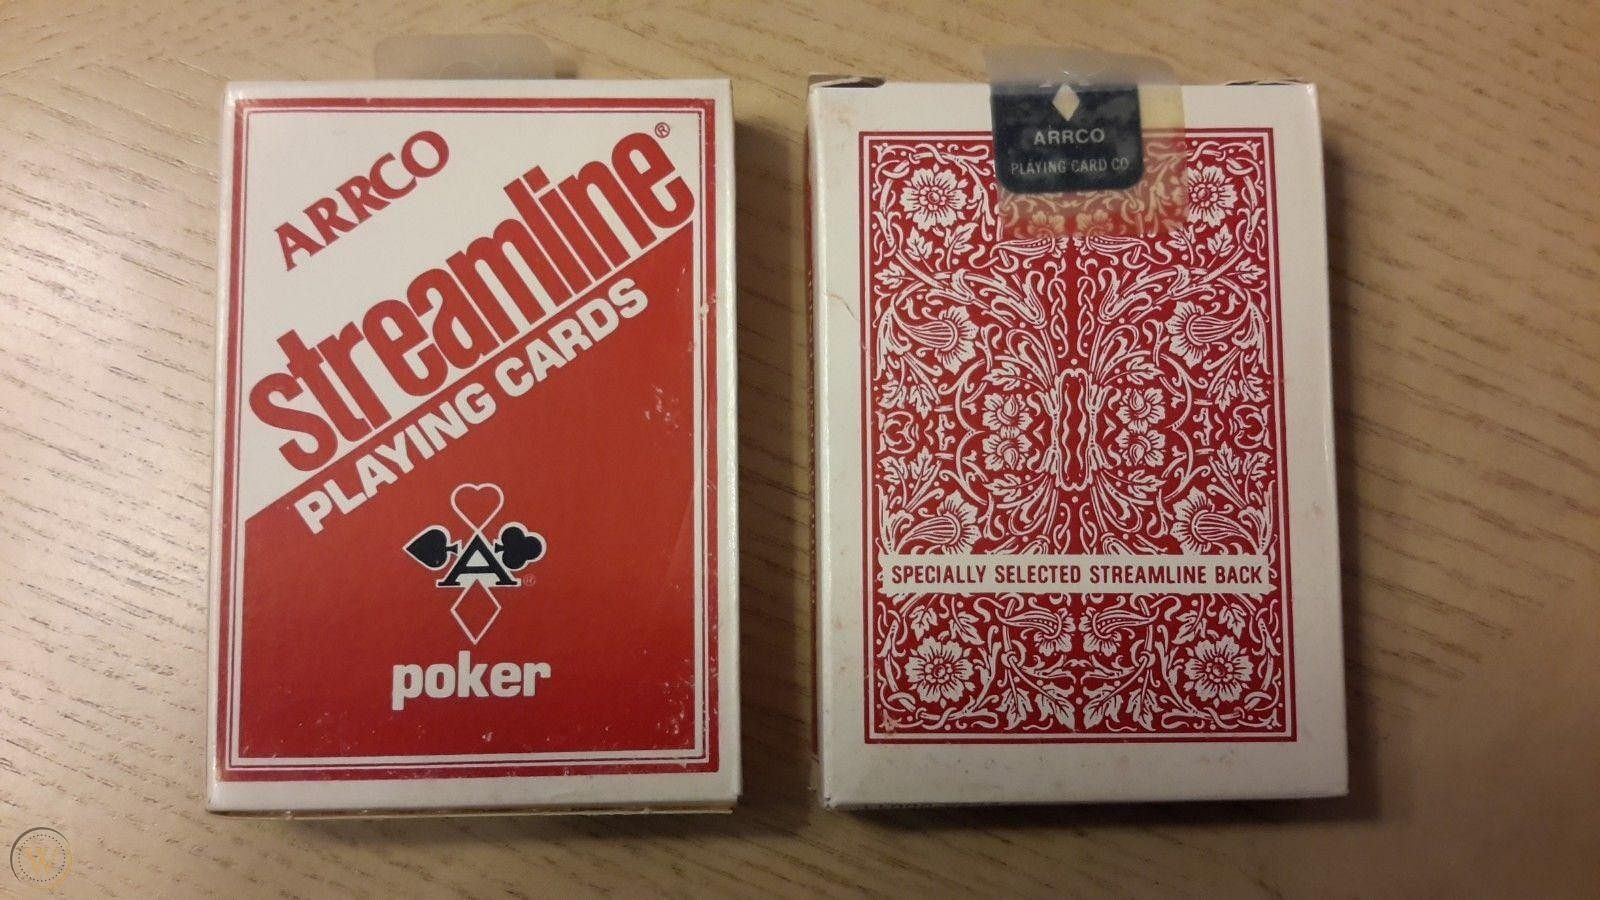 ARRCO
streamline®
PLAYING CARDS
A®
poker
ARRCO
PLAYING CARD CO
SPECIALLY SELECTED STREAMLINE BACK
W